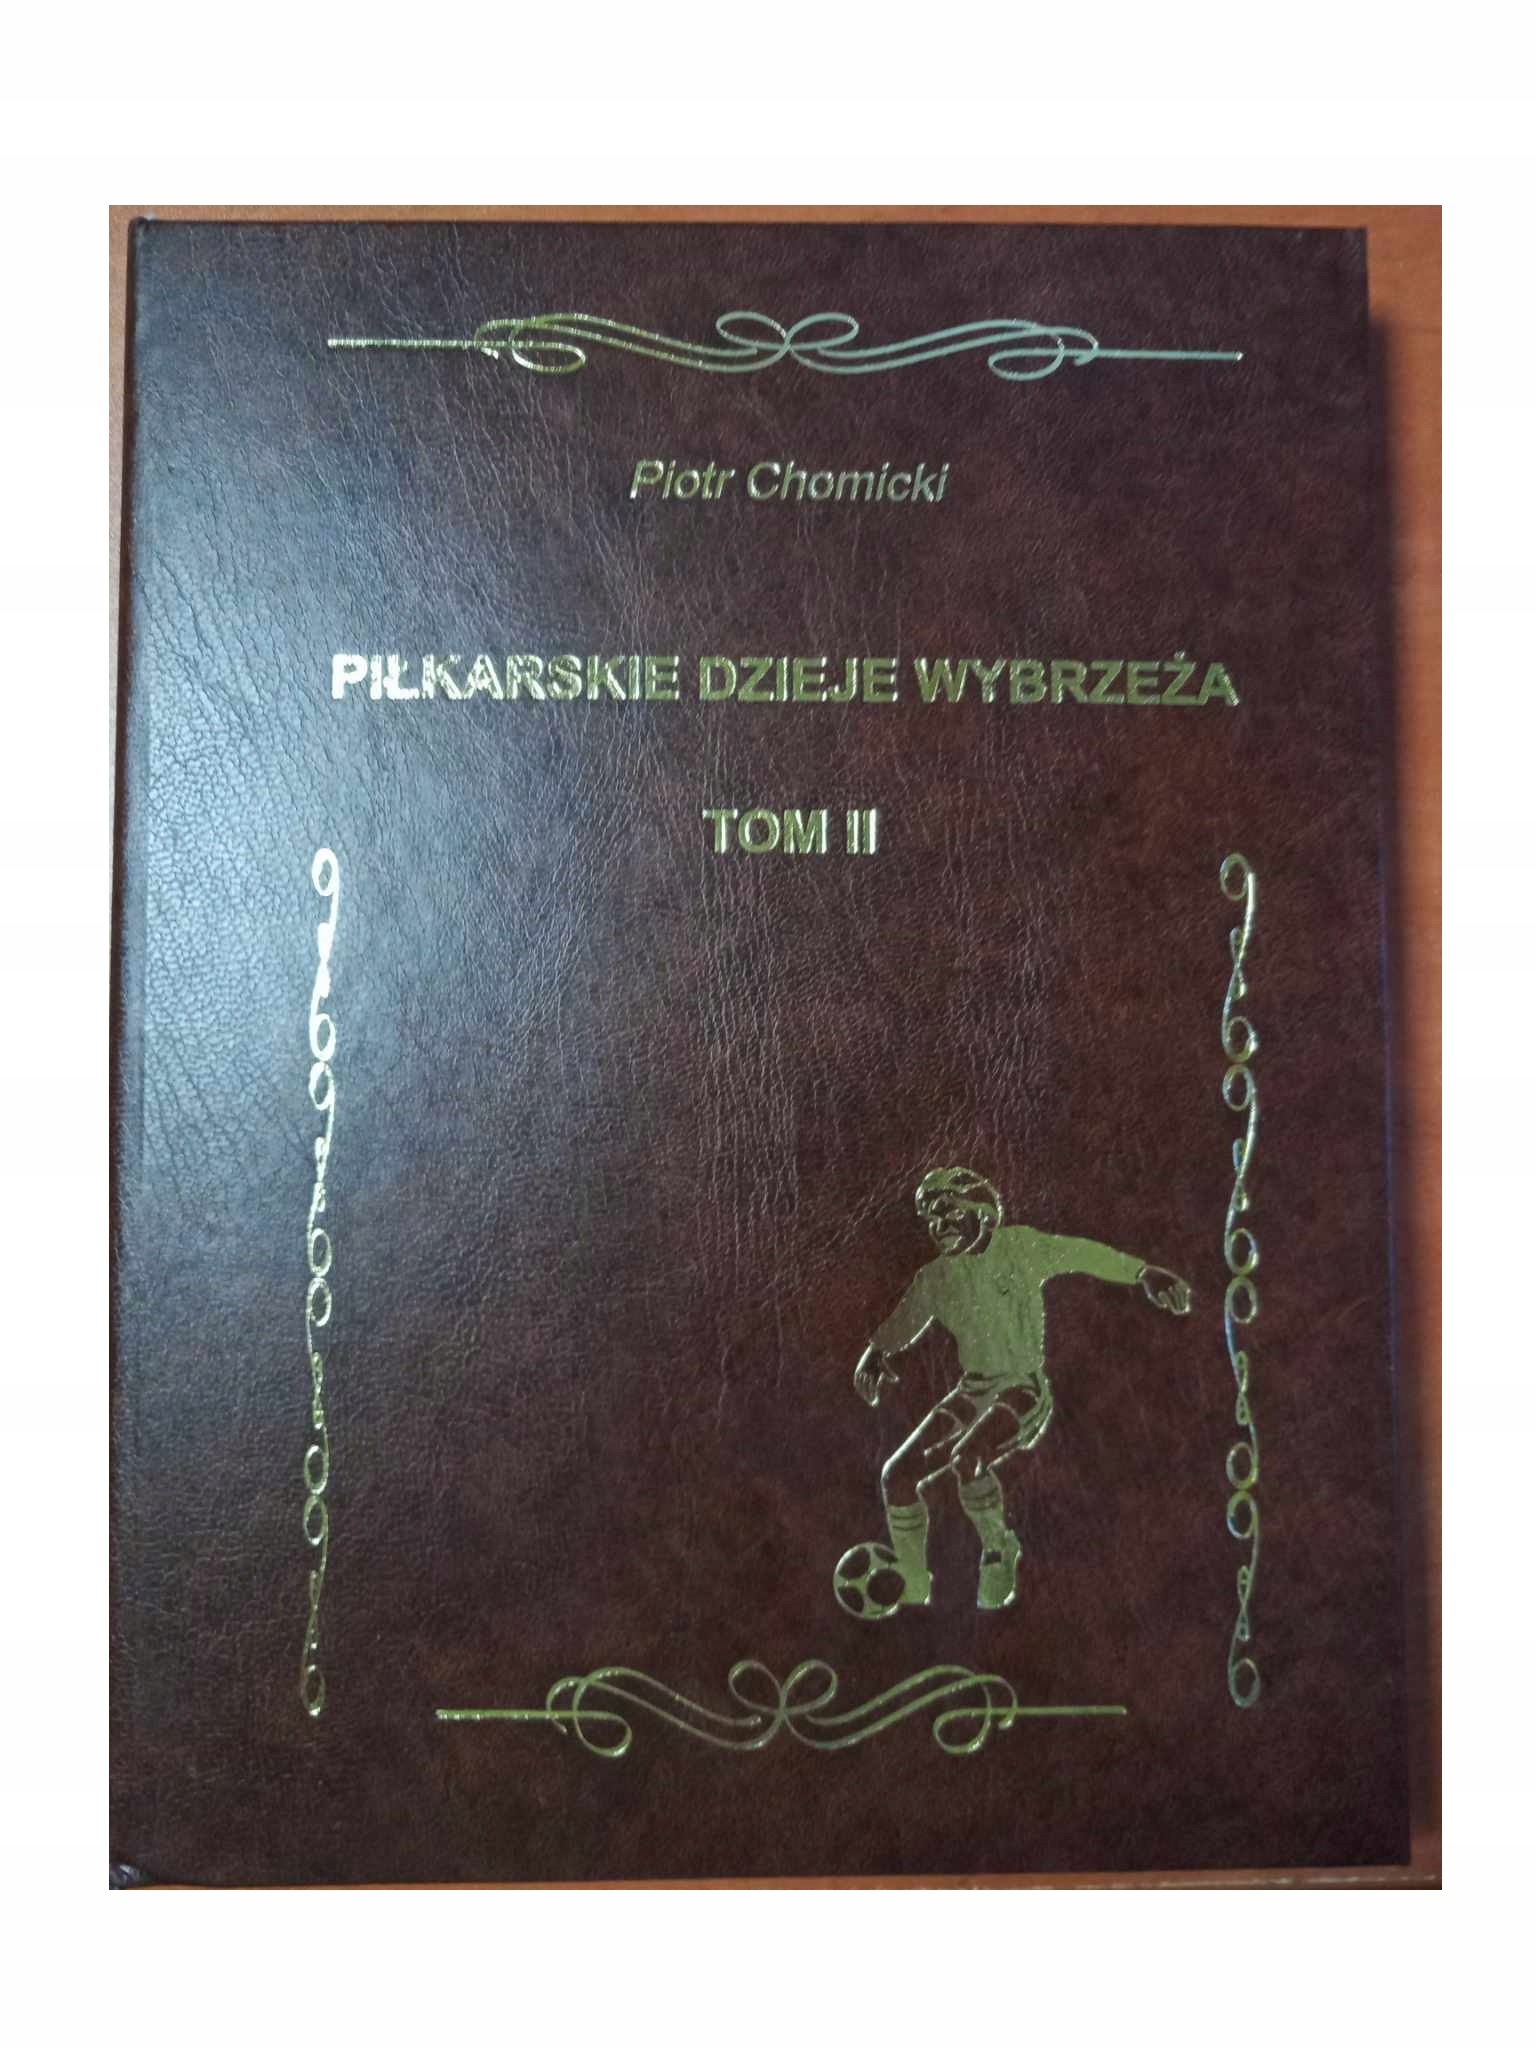 Piotr Chomicki
PIŁKARSKIE DZIEJE WYBRZEŻA
TOM II